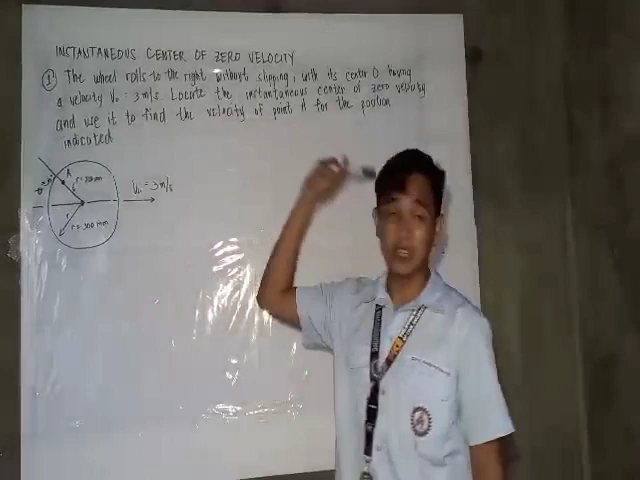 INSTANTANEOUS CENTER OF ZERO VELOCITY
1 The wheel rolls to the right without slipping, with its center O having
a velocity Vo = 3 m/s. Locate the instantaneous center of zero velocity
and use it to find the velocity of point A for the position
indicated
A
Vo = 3 m/s
r
r = 300 mm